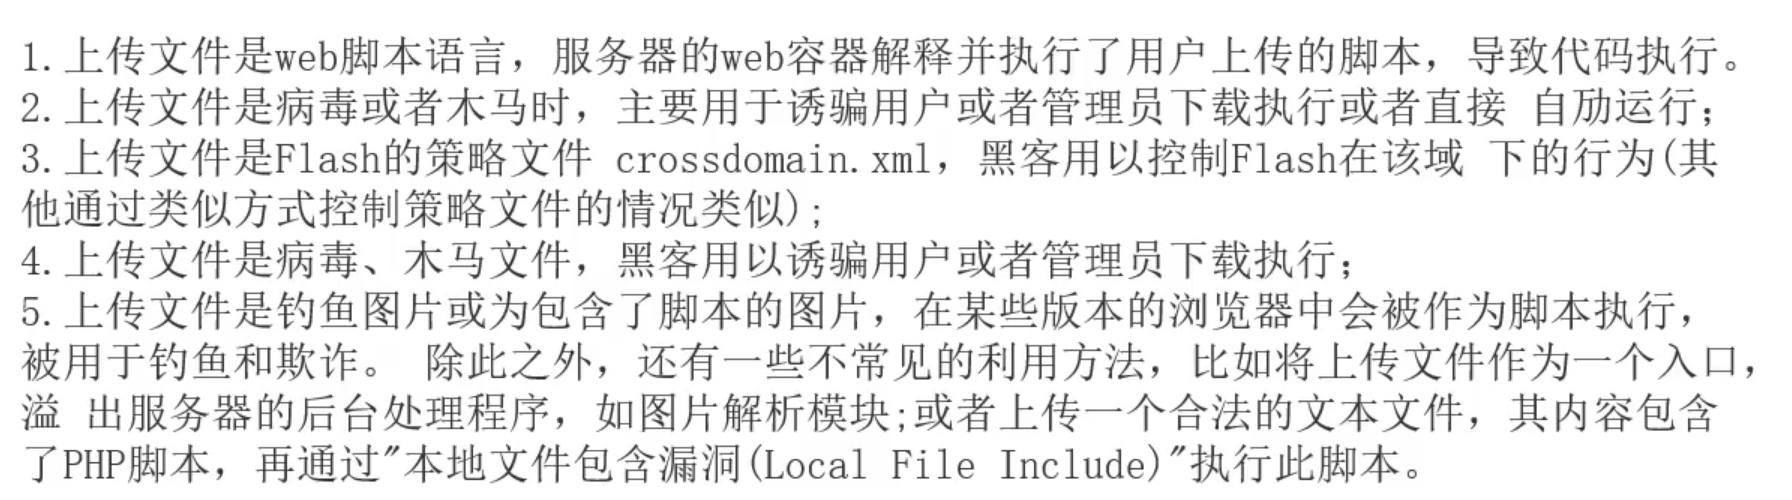 1.上传文件是web脚本语言，服务器的web容器解释并执行了用户上传的脚本，导致代码执行。
2.上传文件是病毒或者木马时，主要用于诱骗用户或者管理员下载执行或者直接 自劢运行；
3.上传文件是Flash的策略文件 crossdomain.xml，黑客用以控制Flash在该域 下的行为(其
他通过类似方式控制策略文件的情况类似);
4.上传文件是病毒、木马文件，黑客用以诱骗用户或者管理员下载执行；
5.上传文件是钓鱼图片或为包含了脚本的图片，在某些版本的浏览器中会被作为脚本执行，
被用于钓鱼和欺诈。 除此之外，还有一些不常见的利用方法，比如将上传文件作为一个入口，
溢 出服务器的后台处理程序，如图片解析模块;或者上传一个合法的文本文件，其内容包含
了PHP脚本，再通过"本地文件包含漏洞(Local File Include)"执行此脚本。